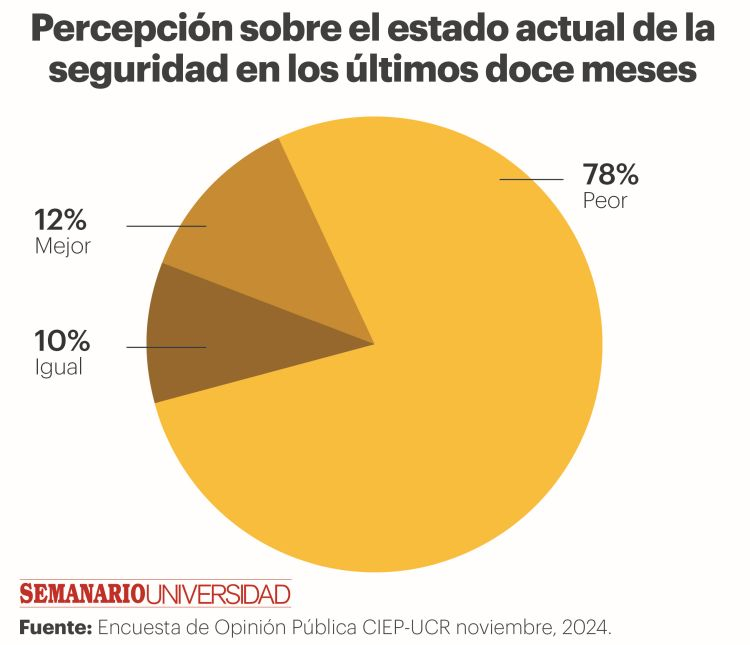 Percepción sobre el estado actual de la
seguridad en los últimos doce meses
78%
Peor
12%
Mejor
10%
Igual
SEMANARIOUNIVERSIDAD
Fuente: Encuesta de Opinión Pública CIEP-UCR noviembre, 2024.